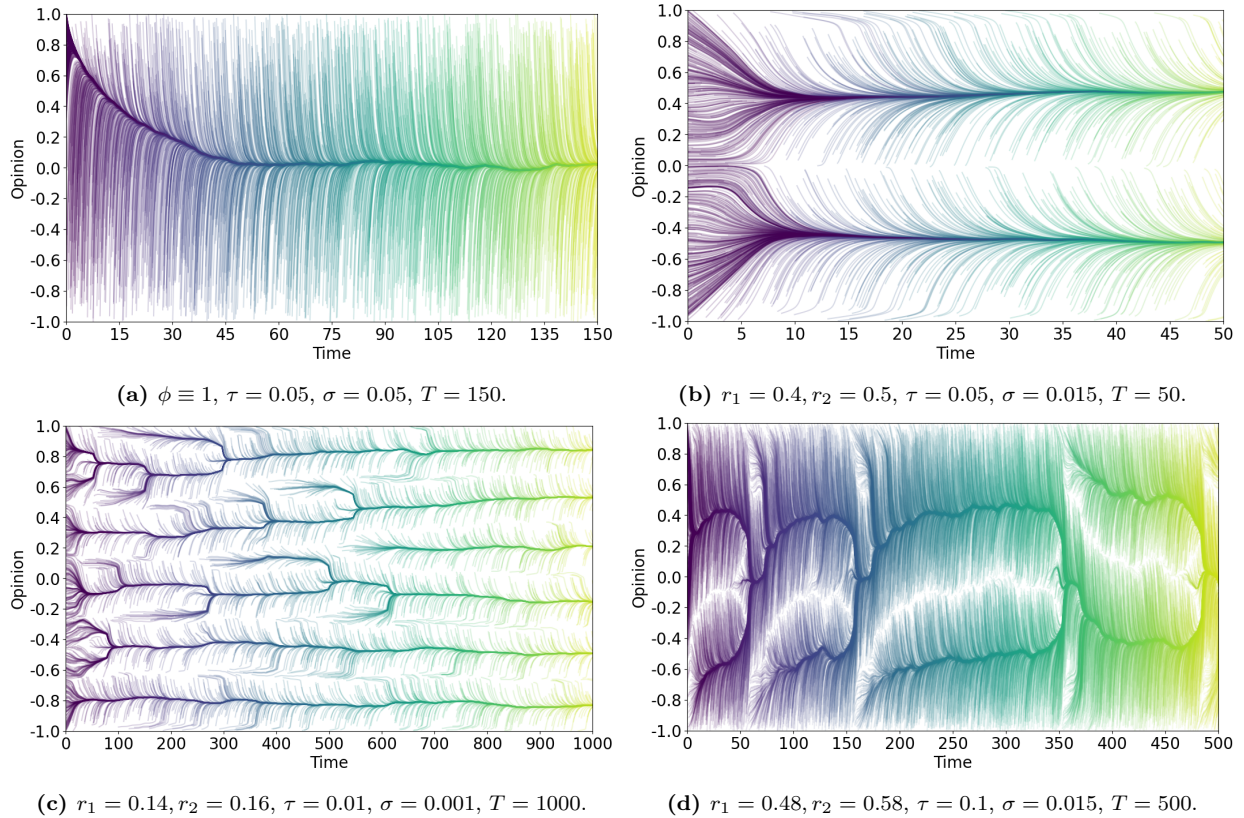 1.0
0.8
0.6
0.4
0.2
0.0
-0.2
-0.4
-0.6
-0.8
-1.0
Opinion
0 15 30 45 60 75 90 105 120 135 150
Time
(a) ϕ ≡ 1, τ = 0.05, σ = 0.05, T = 150.
1.0
0.8
0.6
0.4
0.2
0.0
-0.2
-0.4
-0.6
-0.8
-1.0
Opinion
0 5 10 15 20 25 30 35 40 45 50
Time
(b) r₁ = 0.4, r₂ = 0.5, τ = 0.05, σ = 0.015, T = 50.
1.0
0.8
0.6
0.4
0.2
0.0
-0.2
-0.4
-0.6
-0.8
-1.0
Opinion
0 100 200 300 400 500 600 700 800 900 1000
Time
(c) r₁ = 0.14, r₂ = 0.16, τ = 0.01, σ = 0.001, T = 1000.
1.0
0.8
0.6
0.4
0.2
0.0
-0.2
-0.4
-0.6
-0.8
-1.0
Opinion
0 50 100 150 200 250 300 350 400 450 500
Time
(d) r₁ = 0.48, r₂ = 0.58, τ = 0.1, σ = 0.015, T = 500.